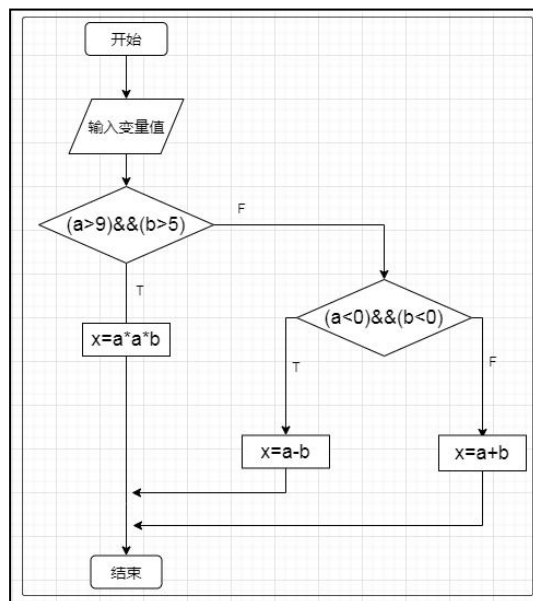 开始
输入变量值
(a>9)&&(b>5)
F
T
(a<0)&&(b<0)
x=a*a*b
T
F
x=a-b
x=a+b
结束